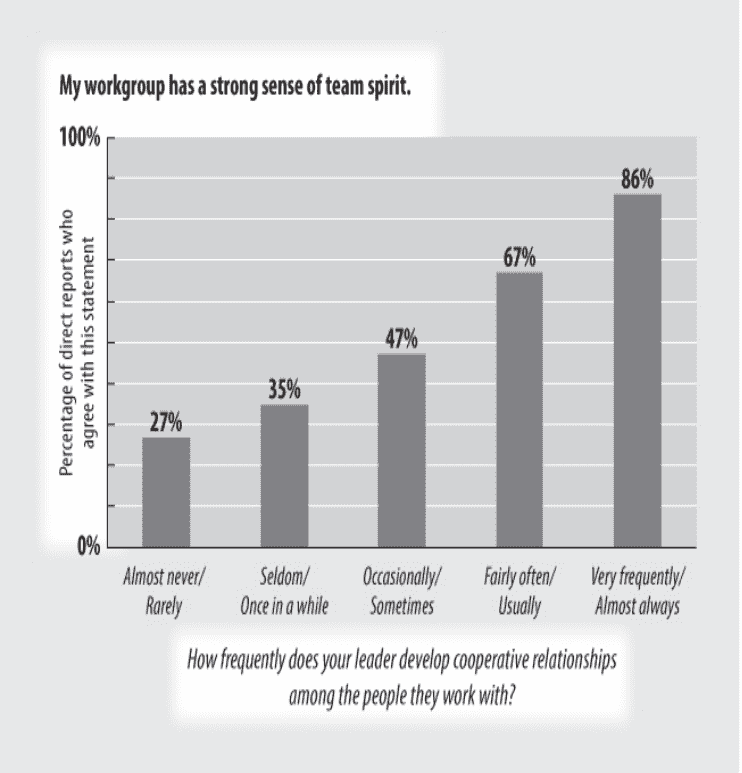 My workgroup has a strong sense of team spirit.
100%
86%
67%
47%
35%
27%
0%
Percentage of direct reports who
agree with this statement
Almost never/
Rarely
Seldom/
Once in a while
Occasionally/
Sometimes
Fairly often/
Usually
Very frequently/
Almost always
How frequently does your leader develop cooperative relationships
among the people they work with?